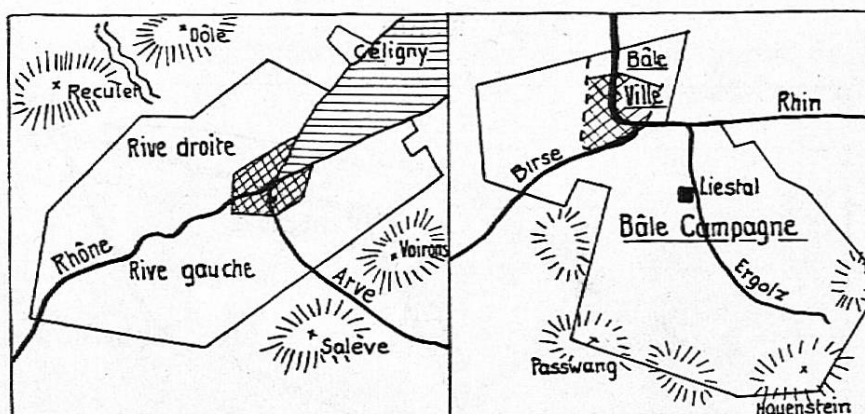 Dôle
Reculet
Céligny
Rive droite
Rhône
Rive gauche
Voirons
Arve
Salève
Bâle
Ville
Rhin
Birse
Liestal
Bâle Campagne
Ergolz
Passwang
Hauenstein